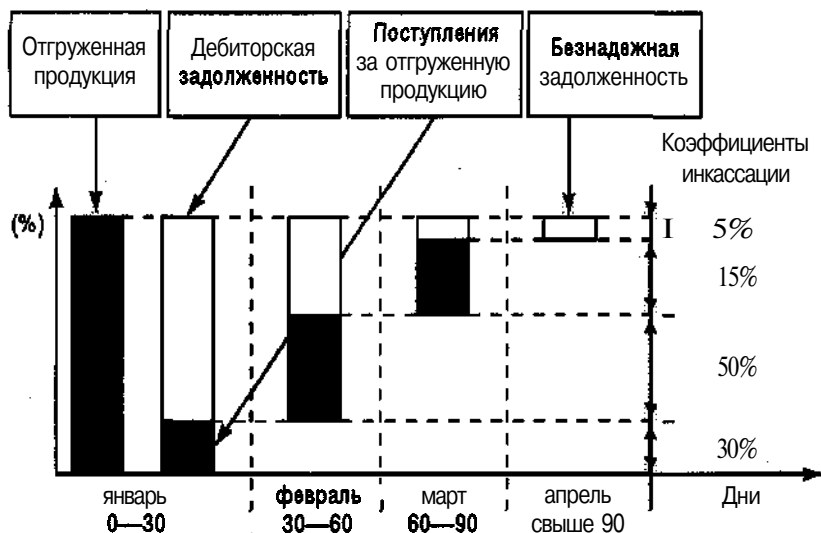 Отгруженная
продукция
Дебиторская
задолженность
Поступления
за отгруженную
продукцию
Безнадежная
задолженность
Коэффициенты
инкассации
(%)
I 5%
15%
50%
30%
январь
0—30
февраль
30—60
март
60—90
апрель
свыше 90
Дни